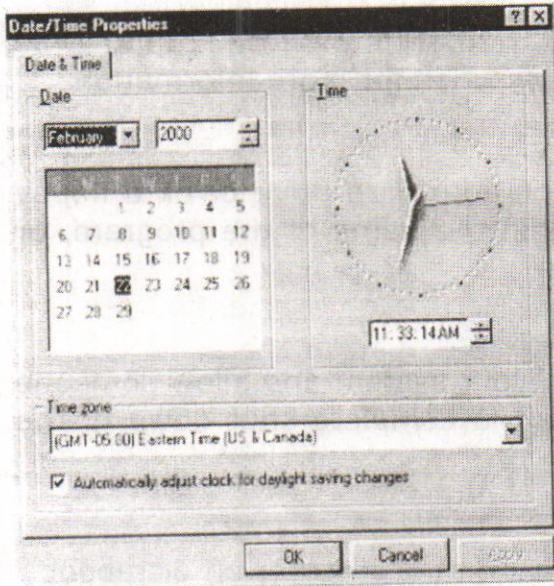 Date/Time Properties
Date & Time
Date
February
2000
1 2 3 4 5
6 7 8 9 10 11 12
13 14 15 16 17 18 19
20 21 22 23 24 25 26
27 28 29
Time
11:33:14 AM
Time zone
(GMT-05:00) Eastern Time (US & Canada)
Automatically adjust clock for daylight saving changes
OK
Cancel
Apply